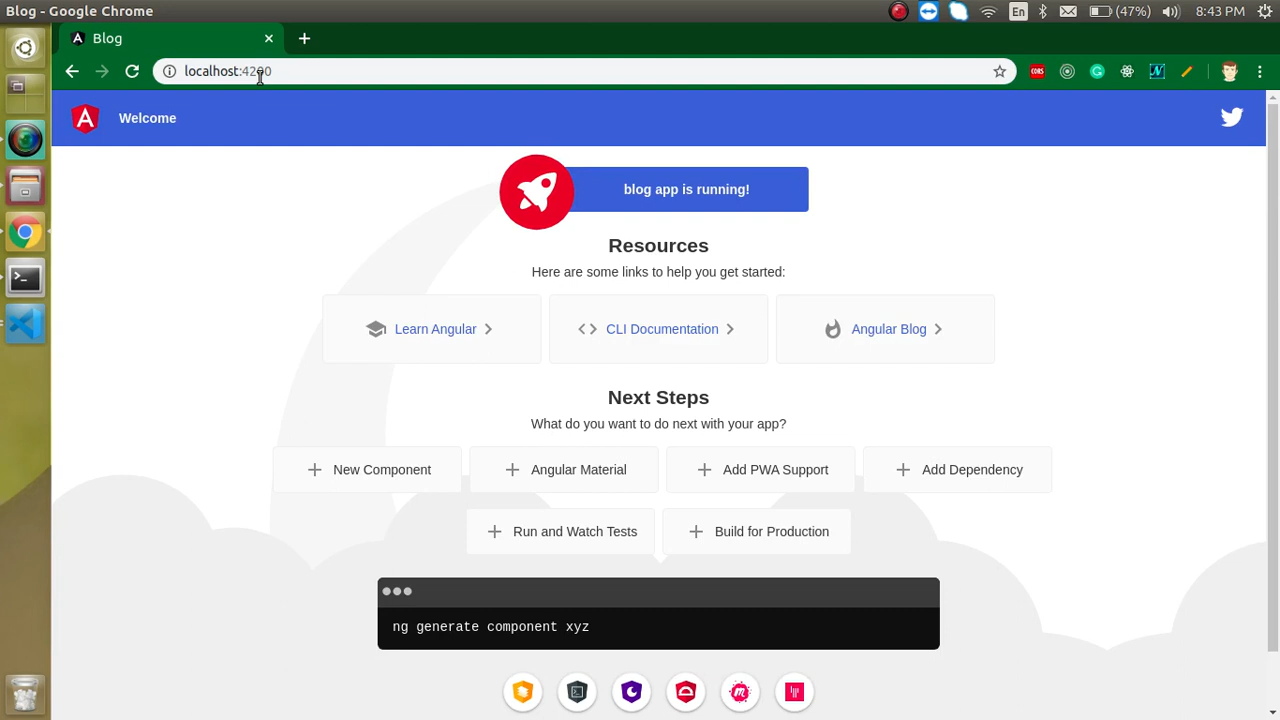 Blog - Google Chrome
En
(47%)
8:43 PM
Blog
localhost:4200
CORS
Welcome
blog app is running!
Resources
Here are some links to help you get started:
Learn Angular
CLI Documentation
Angular Blog
Next Steps
What do you want to do next with your app?
New Component
Angular Material
Add PWA Support
Add Dependency
Run and Watch Tests
Build for Production
ng generate component xyz